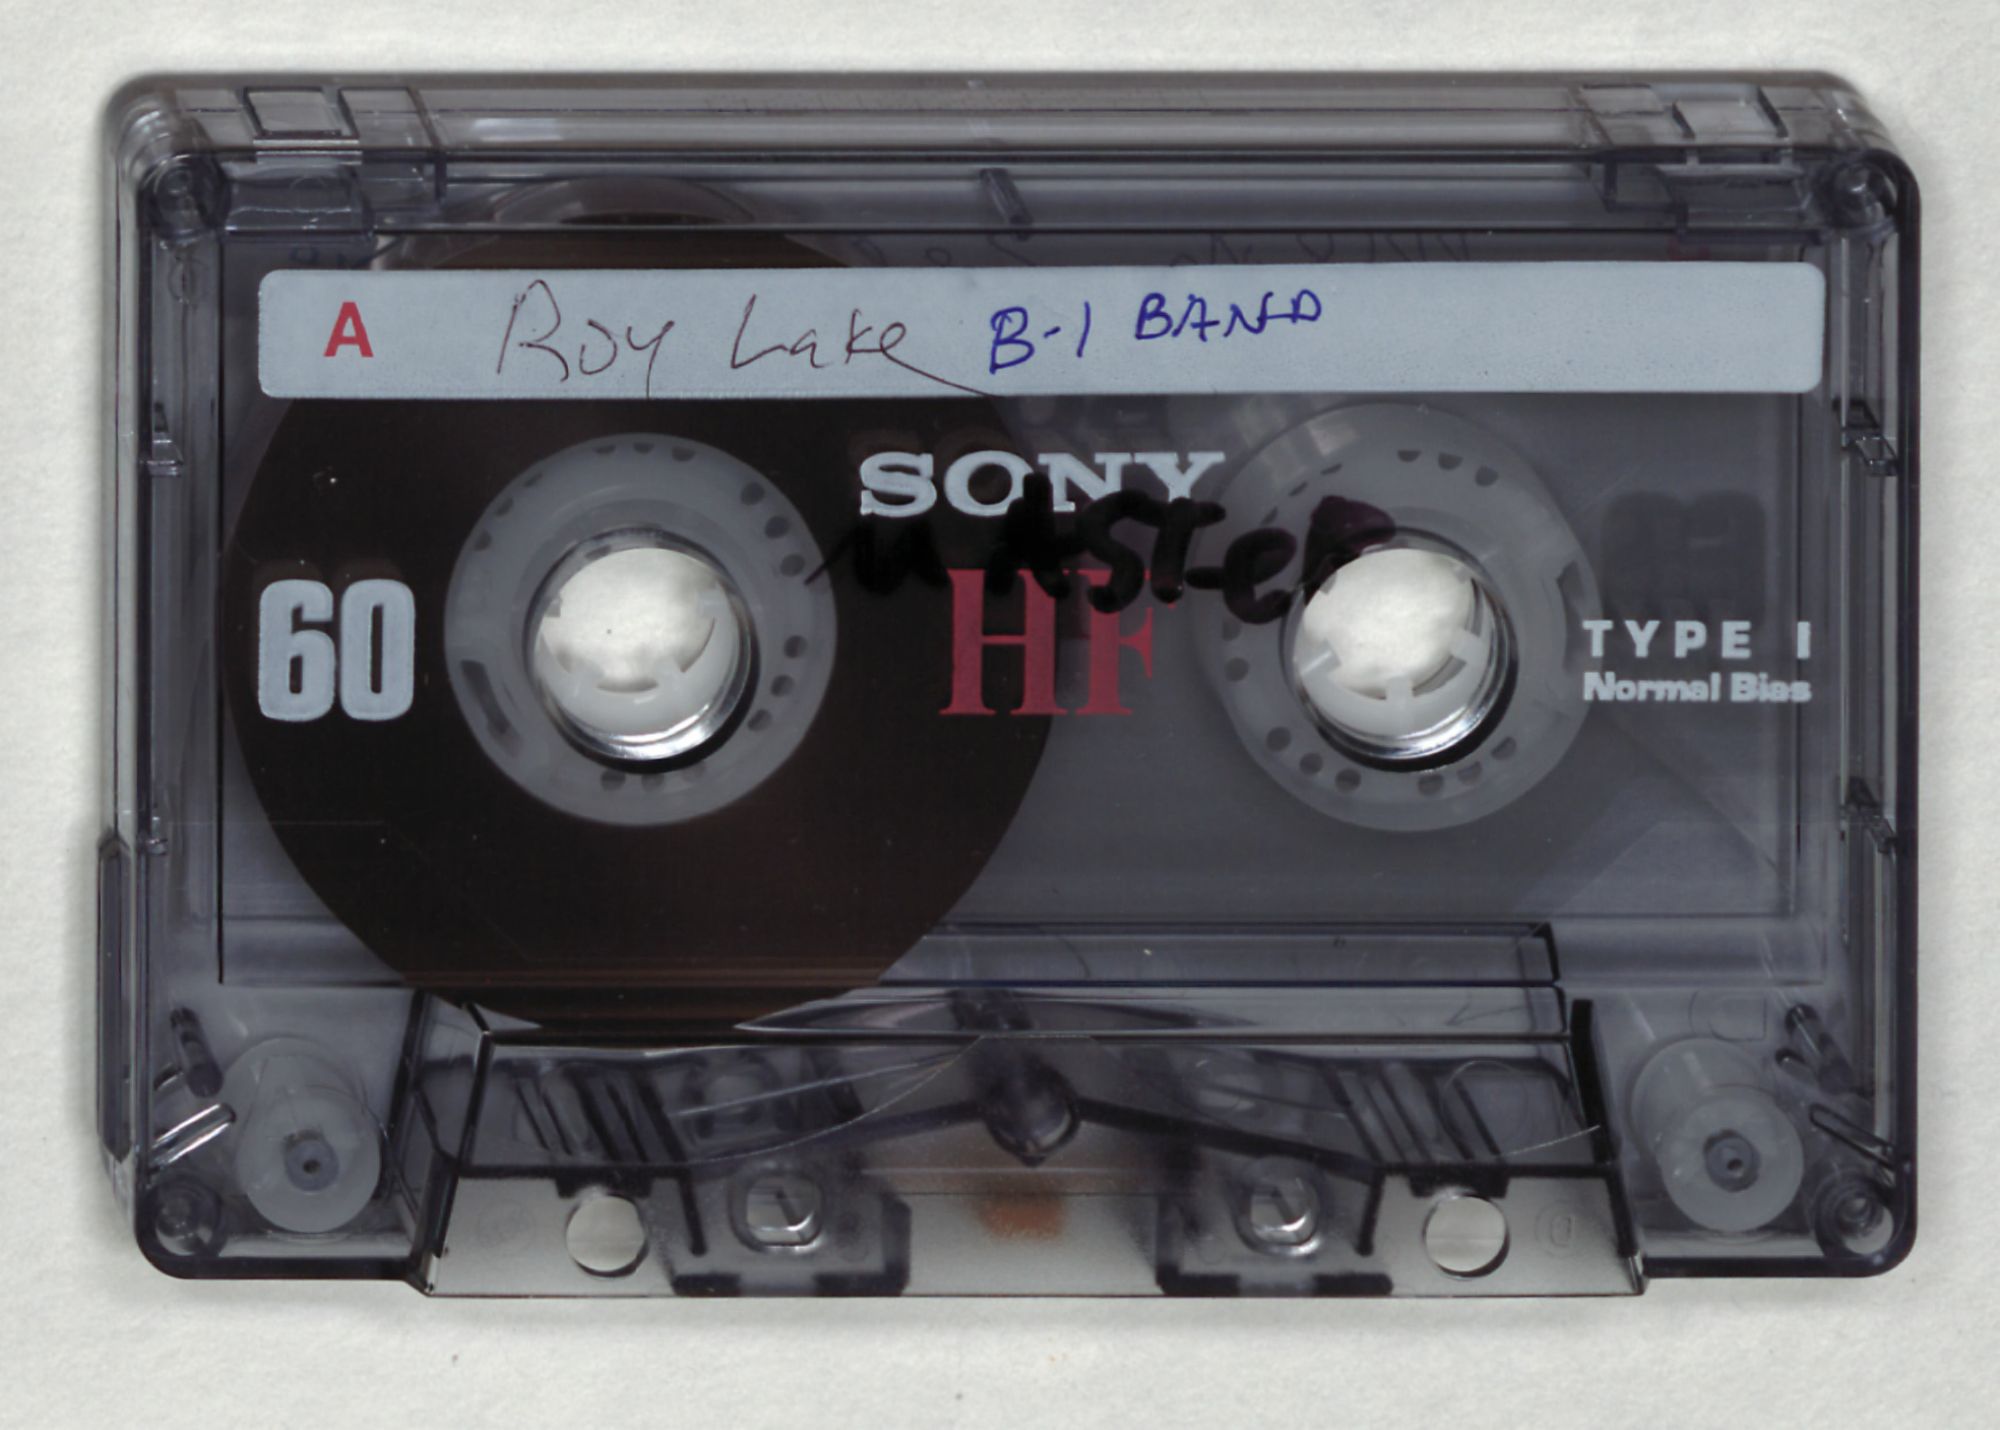 A Roy Lake B-1 BAND
SONY
MASTER
60
HF
TYPE I
Normal Bias